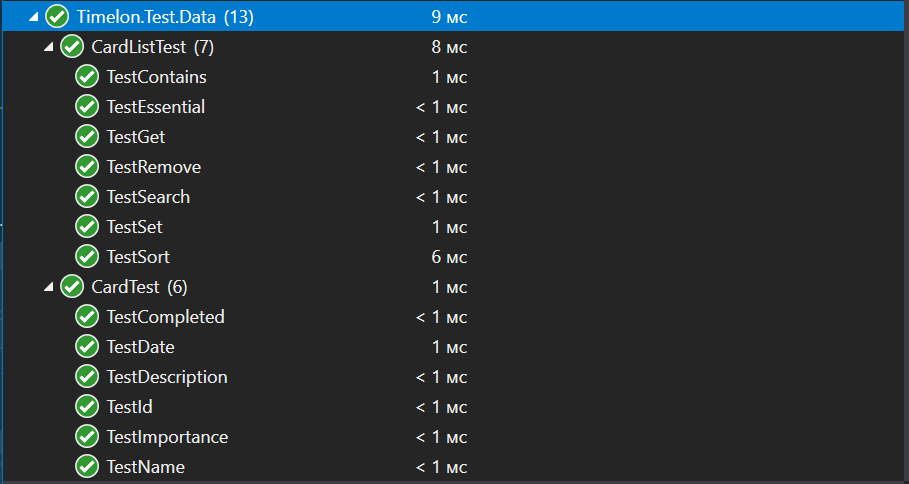 Timelon.Test.Data (13) 9 мс
CardListTest (7) 8 мс
TestContains 1 мс
TestEssential < 1 мс
TestGet < 1 мс
TestRemove < 1 мс
TestSearch < 1 мс
TestSet 1 мс
TestSort 6 мс
CardTest (6) 1 мс
TestCompleted < 1 мс
TestDate 1 мс
TestDescription < 1 мс
TestId < 1 мс
TestImportance < 1 мс
TestName < 1 мс